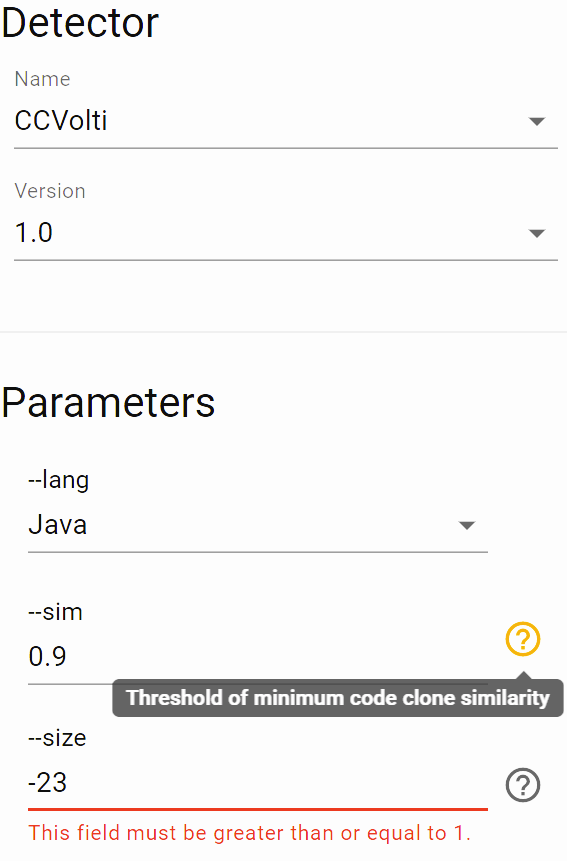 Detector
Name
CCVolti
Version
1.0
Parameters
--lang
Java
--sim
0.9
Threshold of minimum code clone similarity
--size
-23
This field must be greater than or equal to 1.